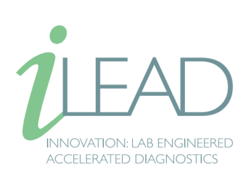 iLEAD
INNOVATION: LAB ENGINEERED
ACCELERATED DIAGNOSTICS